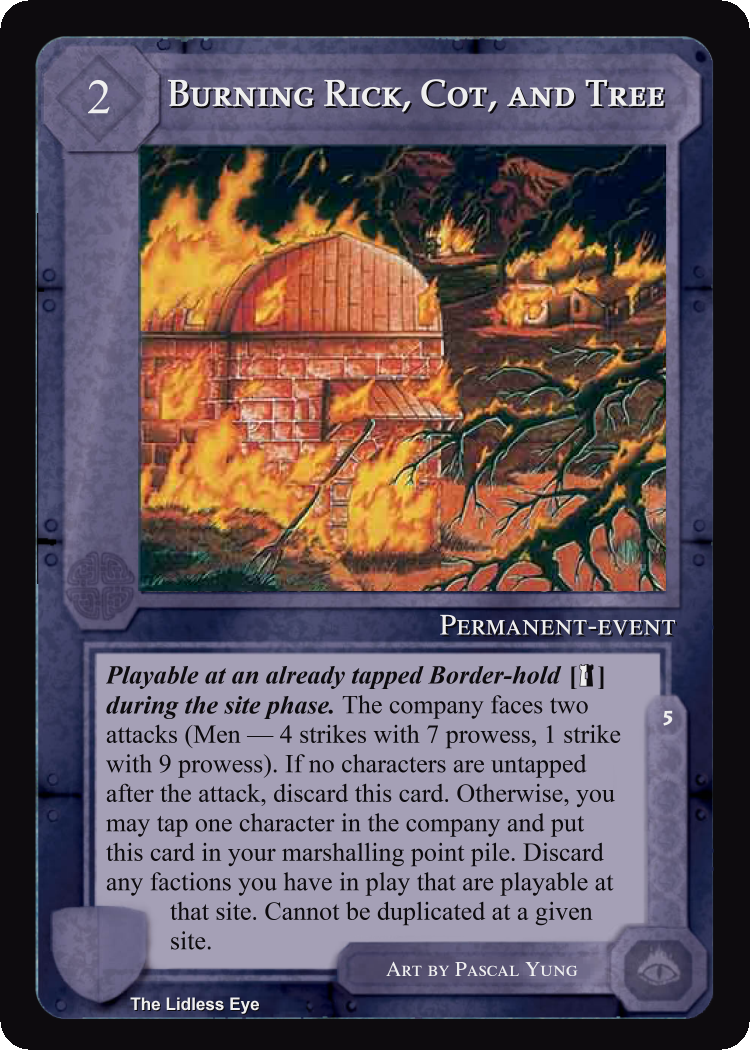 2
Burning Rick, Cot, and Tree
Permanent-event
Playable at an already tapped Border-hold [ ]
during the site phase. The company faces two
attacks (Men — 4 strikes with 7 prowess, 1 strike
with 9 prowess). If no characters are untapped
after the attack, discard this card. Otherwise, you
may tap one character in the company and put
this card in your marshalling point pile. Discard
any factions you have in play that are playable at
that site. Cannot be duplicated at a given
site.
5
Art by Pascal Yung
The Lidless Eye